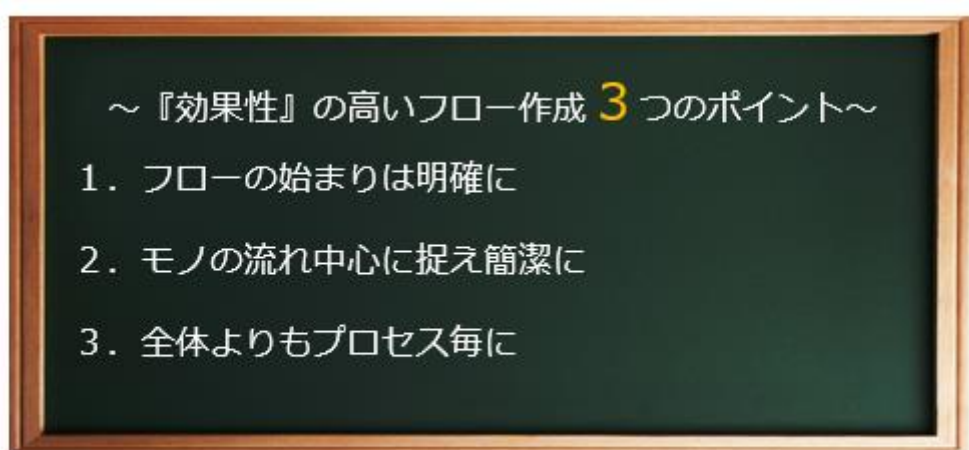 ～『効果性』の高いフロー作成 3 つのポイント～
１．フローの始まりは明確に
２．モノの流れ中心に捉え簡潔に
３．全体よりもプロセス毎に